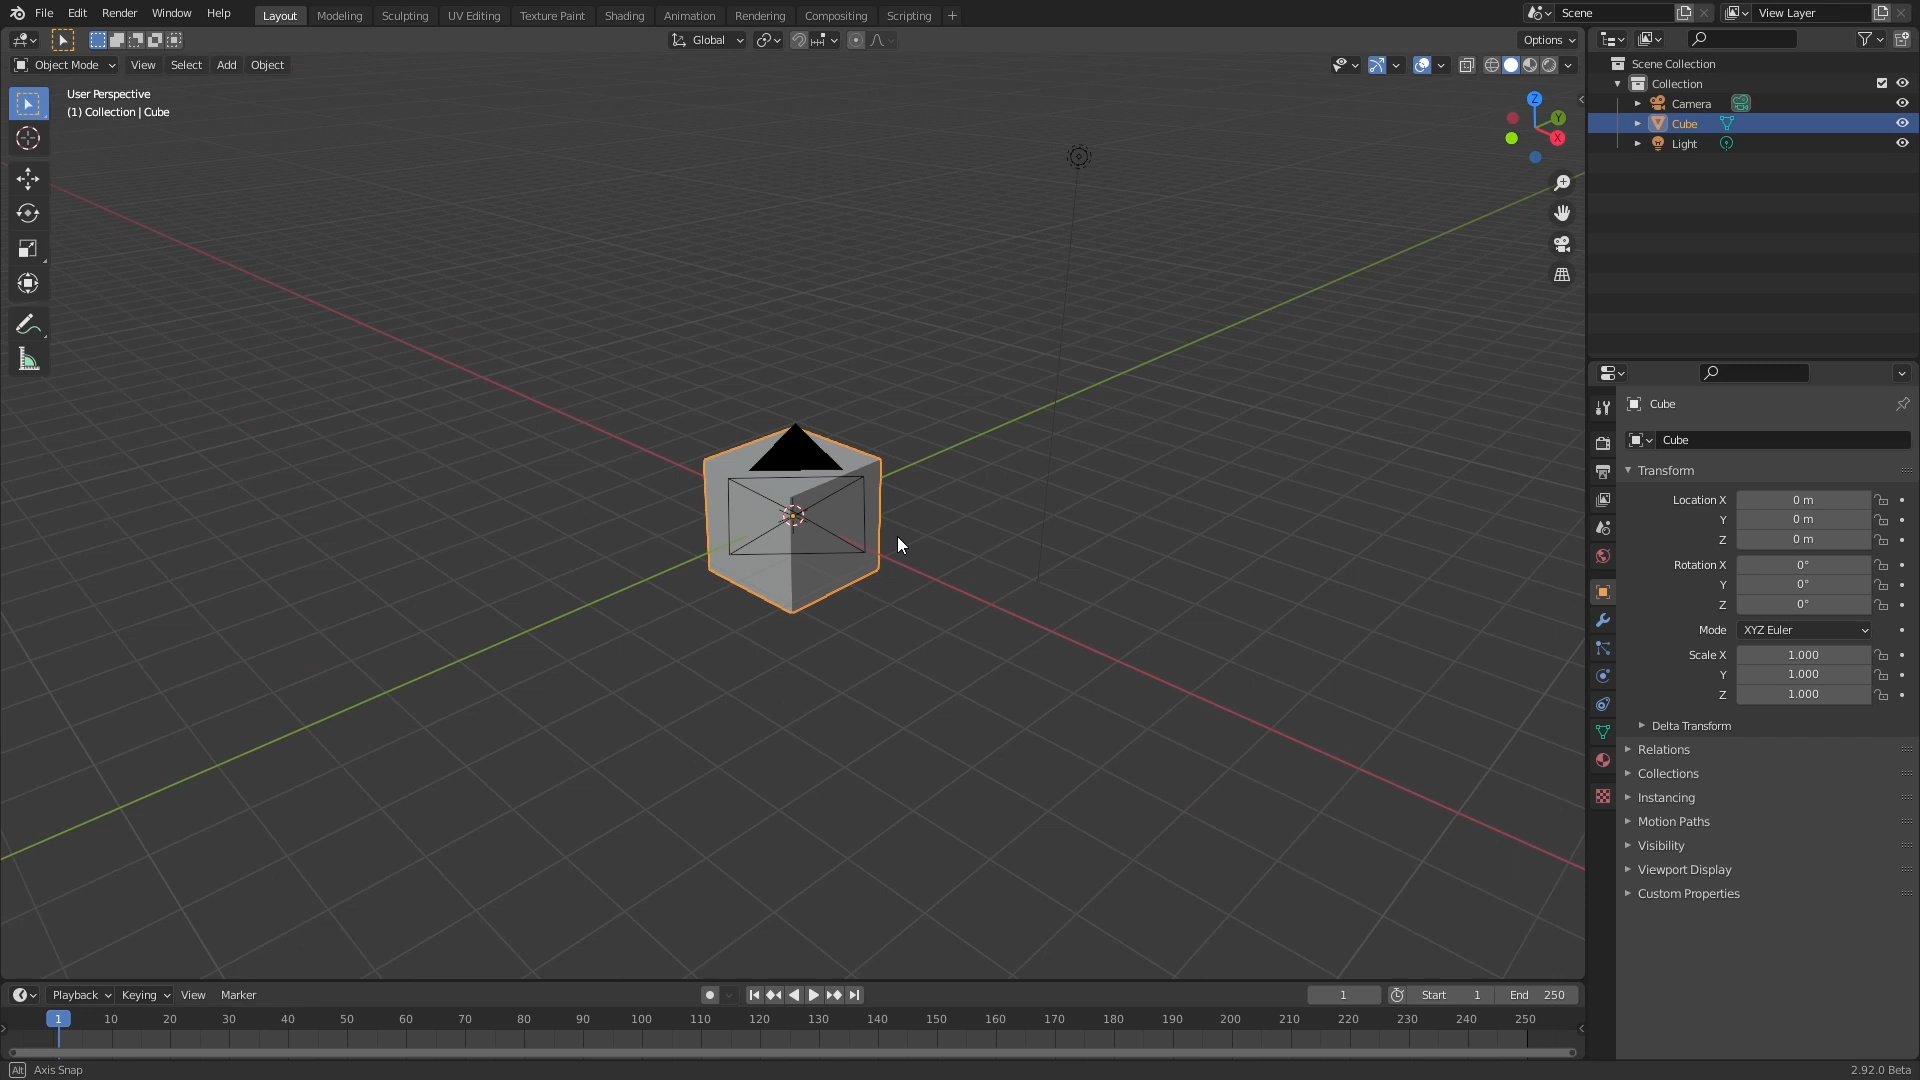 File Edit Render Window Help Layout Modeling Sculpting UV Editing Texture Paint Shading Animation Rendering Compositing Scripting + Scene View Layer
Global Options
Object Mode View Select Add Object
User Perspective
(1) Collection | Cube
Z
Y
X
Scene Collection
Collection
Camera
Cube
Light
Cube
Cube
Transform
Location X 0 m
Y 0 m
Z 0 m
Rotation X 0°
Y 0°
Z 0°
Mode XYZ Euler
Scale X 1.000
Y 1.000
Z 1.000
Delta Transform
Relations
Collections
Instancing
Motion Paths
Visibility
Viewport Display
Custom Properties
Playback Keying View Marker 1 Start 1 End 250
1 10 20 30 40 50 60 70 80 90 100 110 120 130 140 150 160 170 180 190 200 210 220 230 240 250
Alt Axis Snap 2.92.0 Beta